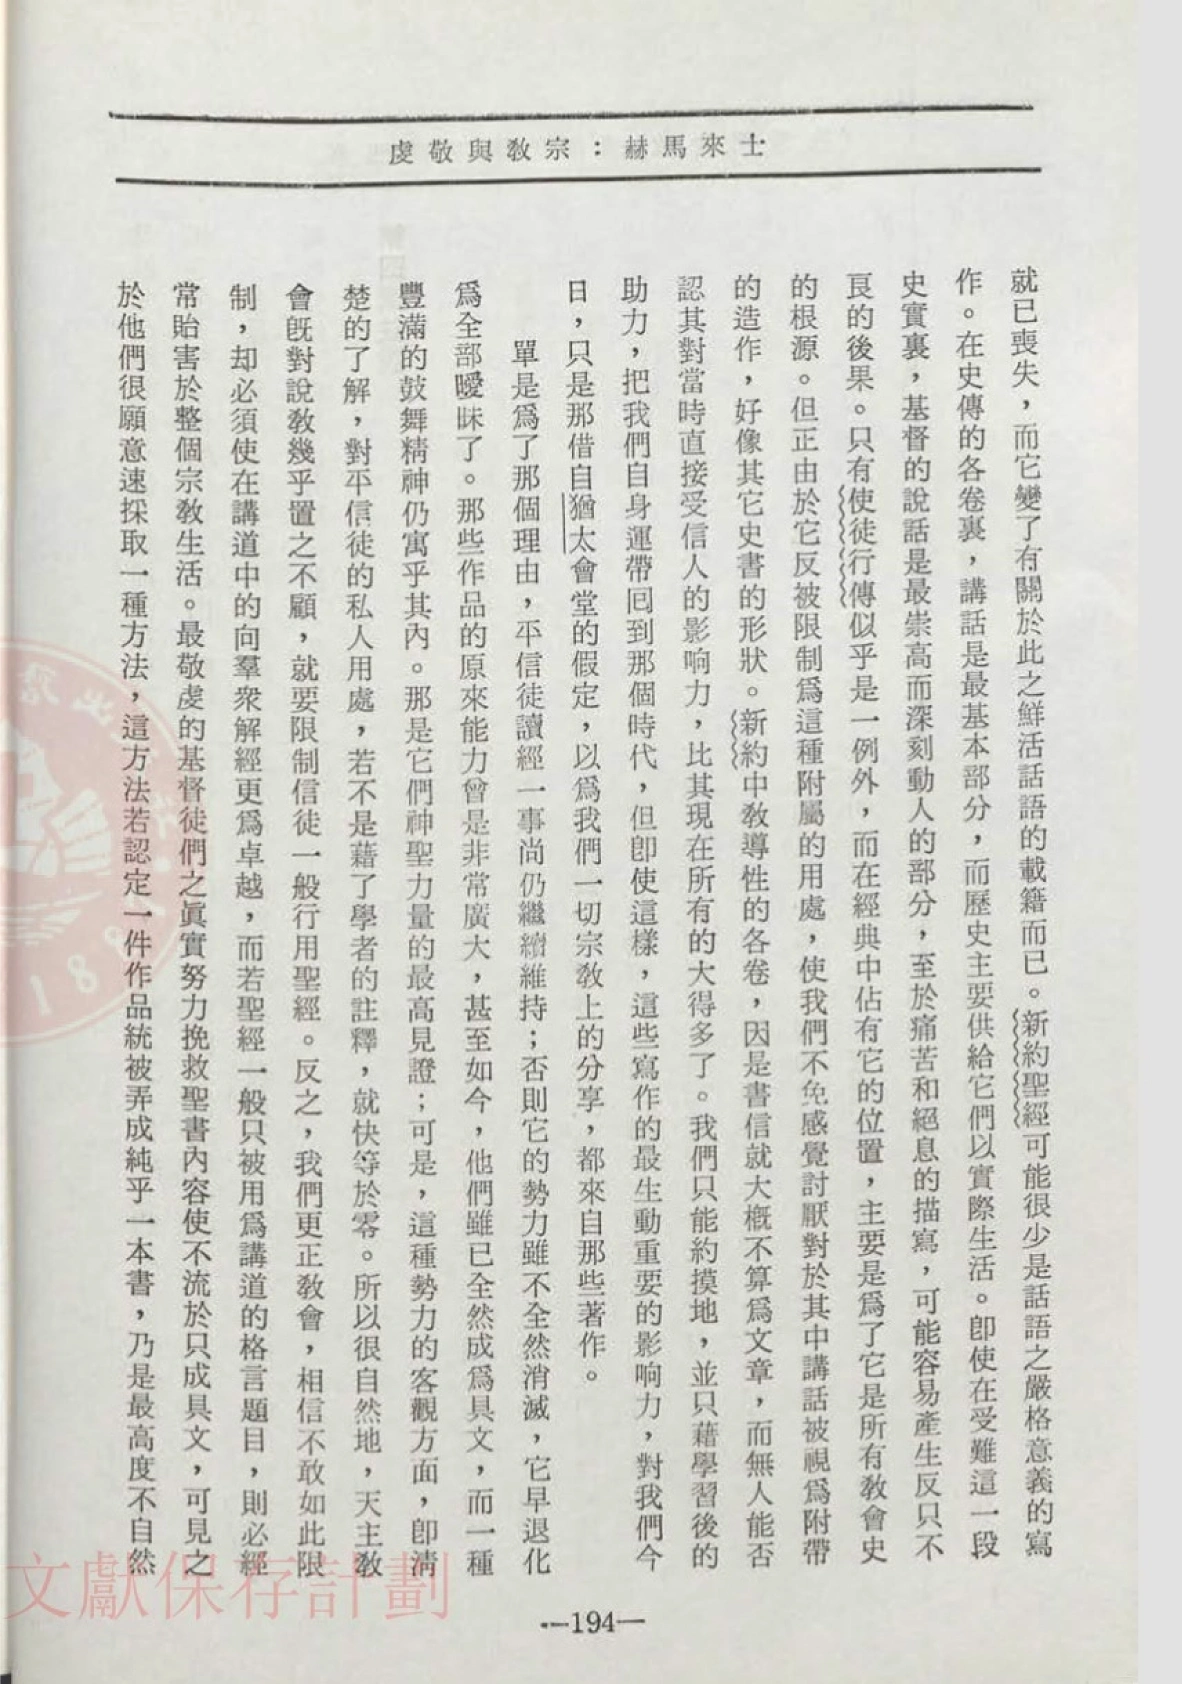 士來馬赫：宗教與敬虔
就已喪失，而它變了有關於此之鮮活話語的載籍而已。新約聖經可能很少是話語之嚴格意義的寫
作。在史傳的各卷裏，講話是最基本部分，而歷史主要供給它們以實際生活。卽使在受難這一段
史實裏，基督的說話是最崇高而深刻動人的部分，至於痛苦和絕息的描寫，可能容易產生反只不
良的後果。只有使徒行傳似乎是一例外，而在經典中佔有它的位置，主要是爲了它是所有教會史
的根源。但正由於它反被限制爲這種附屬的用處，使我們不免感覺討厭對於其中講話被視爲附帶
的造作，好像其它史書的形狀。新約中教導性的各卷，因是書信就大槪不算爲文章，而無人能否
認其對當時直接受信人的影响力，比其現在所有的大得多了。我們只能約摸地，並只藉學習後的
助力，把我們自身運帶囘到那個時代，但卽使這樣，這些寫作的最生動重要的影响力，對我們今
日，只是那借自猶太會堂的假定，以爲我們一切宗教上的分享，都來自那些著作。
單是爲了那個理由，平信徒讀經一事尚仍繼續維持；否則它的勢力雖不全然消滅，它早退化
爲全部曖昧了。那些作品的原來能力曾是非常廣大，甚至如今，他們雖已全然成爲具文，而一種
豐滿的鼓舞精神仍寓乎其內。那是它們神聖力量的最高見證；可是，這種勢力的客觀方面，卽淸
楚的了解，對平信徒的私人用處，若不是藉了學者的註釋，就快等於零。所以很自然地，天主教
會旣對說教幾乎置之不顧，就要限制信徒一般行用聖經。反之，我們更正教會，相信不敢如此限
制，却必須使在講道中的向羣衆解經更爲卓越，而若聖經一般只被用爲講道的格言題目，則必經
常貽害於整個宗教生活。最敬虔的基督徒們之眞實努力挽救聖書內容使不流於只成具文，可見之
於他們很願意速採取一種方法，這方法若認定一件作品統被弄成純乎一本書，乃是最高度不自然
—194—
文獻保存計劃